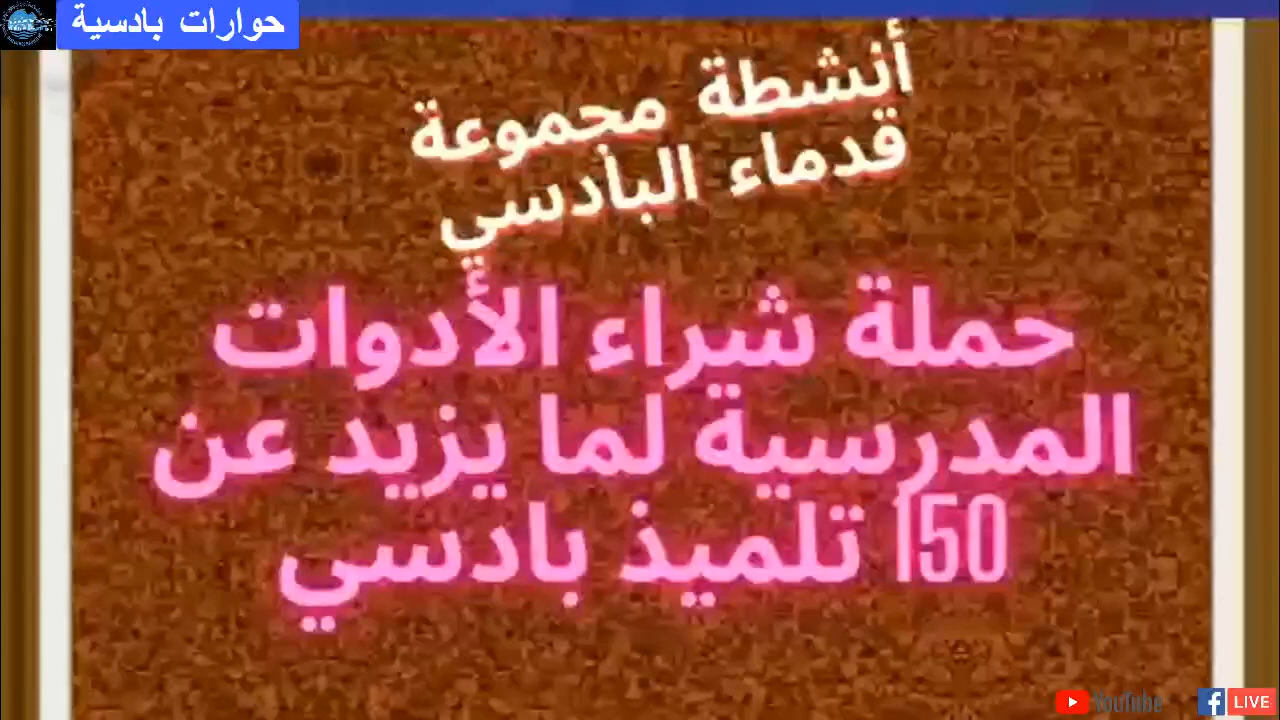 حوارات بادسية
أنشطة مجموعة
قدماء البادسي
حملة شراء الأدوات
المدرسية لما يزيد عن
150 تلميذ بادسي
YouTube
LIVE